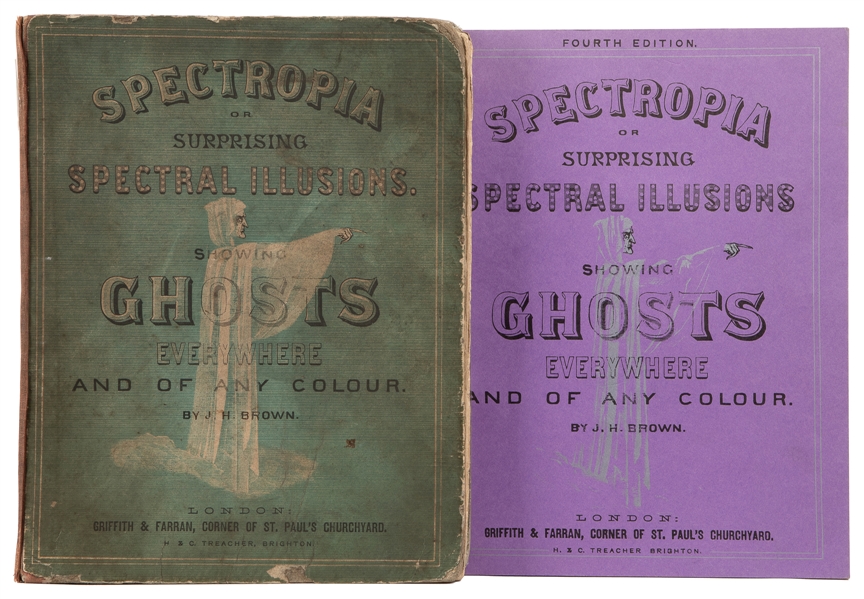 SPECTROPIA
OR
SURPRISING
SPECTRAL ILLUSIONS.
SHOWING
GHOSTS
EVERYWHERE
AND OF ANY COLOUR.
BY J. H. BROWN.
LONDON:
GRIFFITH & FARRAN, CORNER OF ST. PAUL'S CHURCHYARD.
H. & C. TREACHER, BRIGHTON.
FOURTH EDITION.
SPECTROPIA
OR
SURPRISING
SPECTRAL ILLUSIONS
SHOWING
GHOSTS
EVERYWHERE
AND OF ANY COLOUR.
BY J. H. BROWN.
LONDON:
GRIFFITH & FARRAN, CORNER OF ST. PAUL'S CHURCHYARD.
H. & C. TREACHER BRIGHTON.